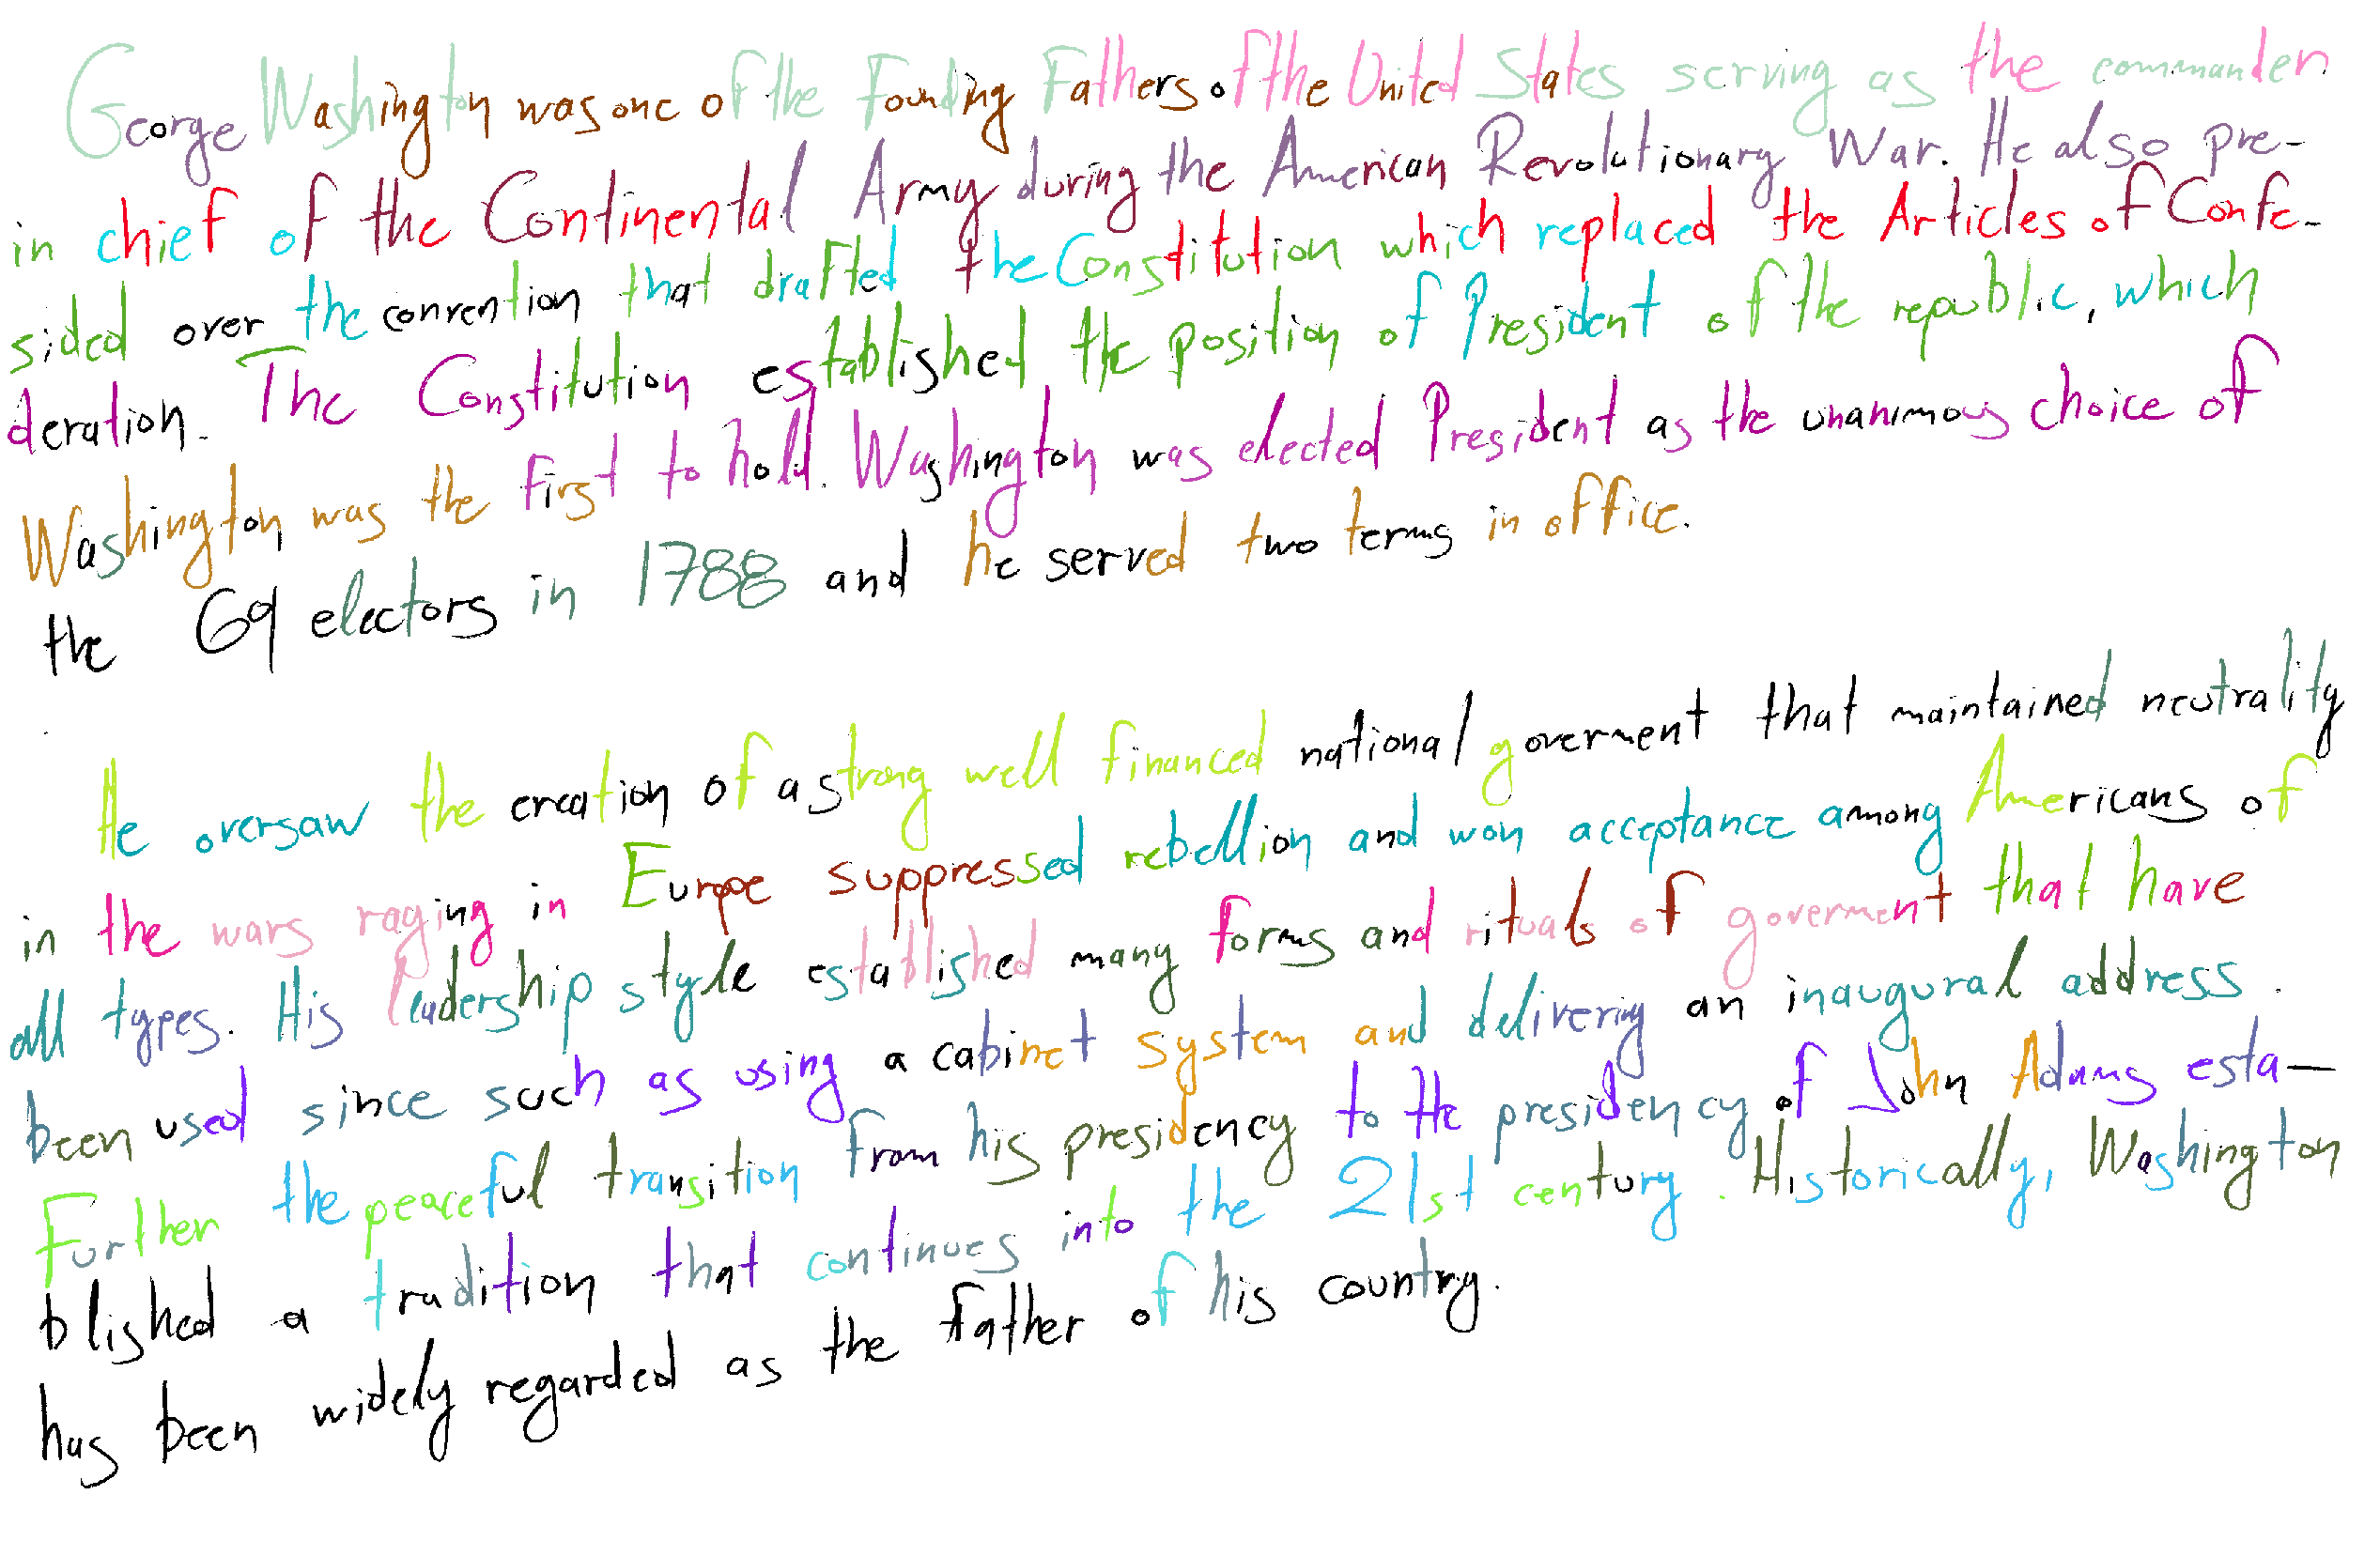 George Washington was one of the Founding Fathers of the United States serving as the commander
in chief of the Continental Army during the American Revolutionary War. He also pre-
sided over the convention that drafted the Constitution which replaced the Articles of Confe-
deration. The Constitution established the position of President of the republic, which
Washington was the first to hold. Washington was elected President as the unanimous choice of
the 69 electors in 1788 and he served two terms in office.
He oversaw the creation of a strong well financed national goverment that maintained neutrality
in the wars raging in Europe suppressed rebellion and won acceptance among Americans of
all types. His leadership style established many forms and rituals of goverment that have
been used since such as using a cabinet system and delivering an inaugural address.
Further the peaceful transition from his presidency to the presidency of John Adams esta-
blished a tradition that continues into the 21st century. Historically, Washington
has been widely regarded as the father of his country.